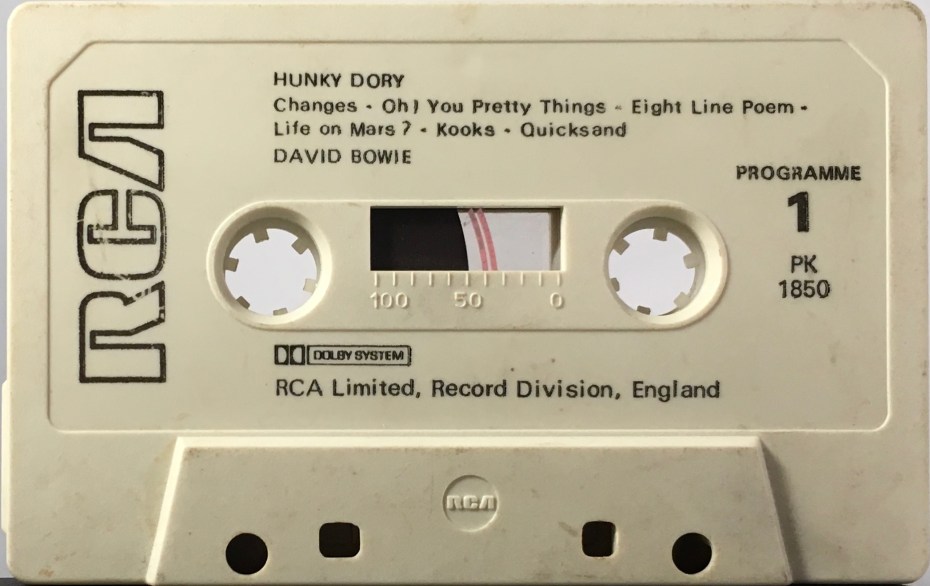 HUNKY DORY
Changes - Oh! You Pretty Things - Eight Line Poem -
Life on Mars? - Kooks - Quicksand
DAVID BOWIE
RCA
PROGRAMME
1
PK
1850
100 50 0
DOLBY SYSTEM
RCA Limited, Record Division, England
RCA